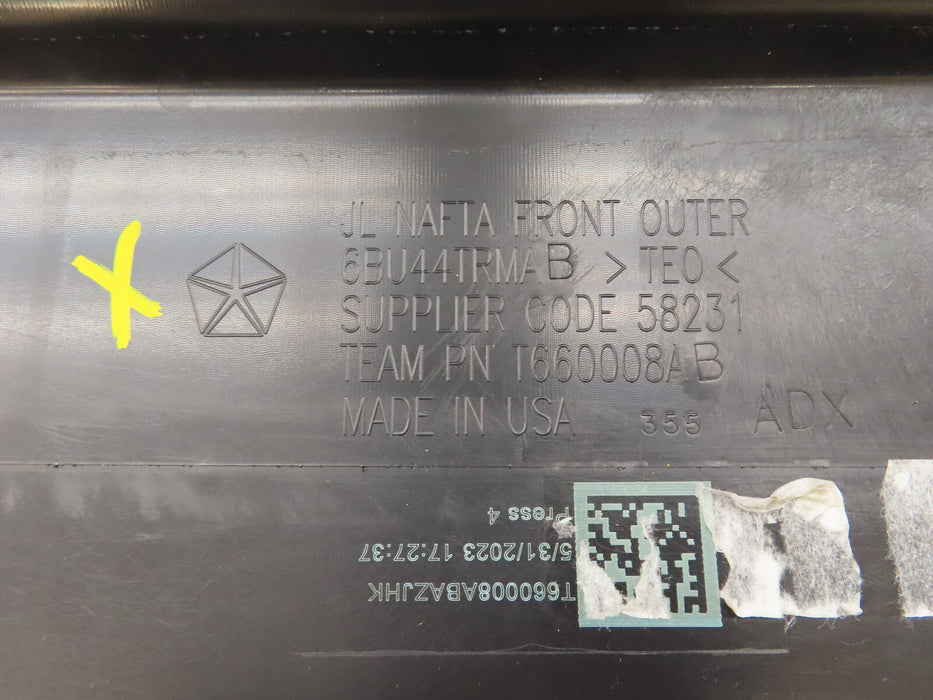 JL NAFTA FRONT OUTER
6BU44TRMAB >TEO<
SUPPLIER CODE 58231
TEAM PN T660008AB
MADE IN USA 355 ADX
T660008ABAZJHK
5/31/2023 17:27:37
Press 4
X